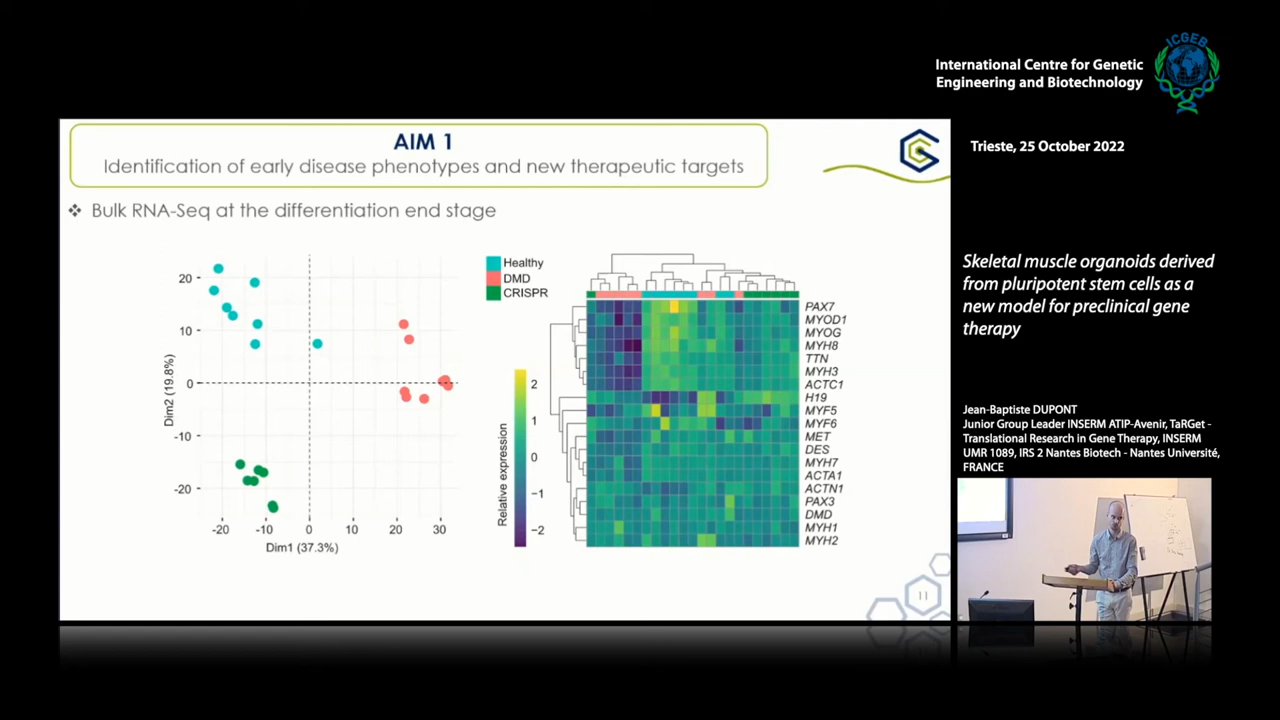 International Centre for Genetic
Engineering and Biotechnology
ICGEB
Trieste, 25 October 2022
AIM 1
Identification of early disease phenotypes and new therapeutic targets
❖ Bulk RNA-Seq at the differentiation end stage
Healthy
DMD
CRISPR
20
10
0
-10
-20
Dim2 (19.8%)
-20
-10
0
10
20
30
Dim1 (37.3%)
Relative expression
2
1
0
−1
−2
PAX7
MYOD1
MYOG
MYH8
TTN
MYH3
ACTC1
H19
MYF5
MYF6
MET
DES
MYH7
ACTA1
ACTN1
PAX3
DMD
MYH1
MYH2
11
Skeletal muscle organoids derived
from pluripotent stem cells as a
new model for preclinical gene
therapy
Jean-Baptiste DUPONT
Junior Group Leader INSERM ATIP-Avenir, TaRGet -
Translational Research in Gene Therapy, INSERM
UMR 1089, IRS 2 Nantes Biotech - Nantes Université,
FRANCE